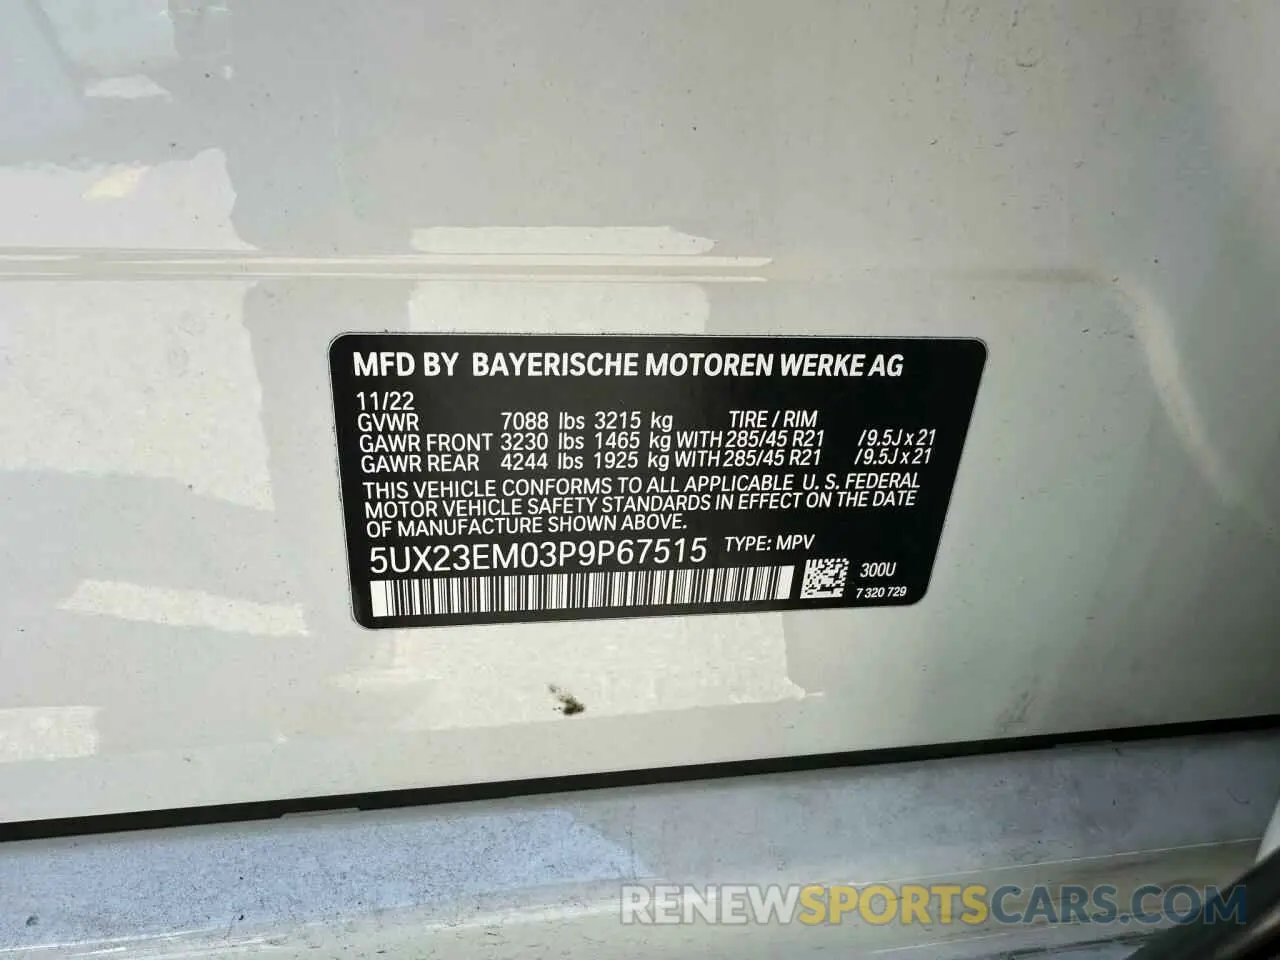 MFD BY BAYERISCHE MOTOREN WERKE AG
11/22
GVWR 7088 lbs 3215 kg TIRE / RIM
GAWR FRONT 3230 lbs 1465 kg WITH 285/45 R21 /9.5J x 21
GAWR REAR 4244 lbs 1925 kg WITH 285/45 R21 /9.5J x 21
THIS VEHICLE CONFORMS TO ALL APPLICABLE U. S. FEDERAL
MOTOR VEHICLE SAFETY STANDARDS IN EFFECT ON THE DATE
OF MANUFACTURE SHOWN ABOVE.
5UX23EM03P9P67515 TYPE: MPV
300U
7 320 729
RENEWSPORTSCARS.COM